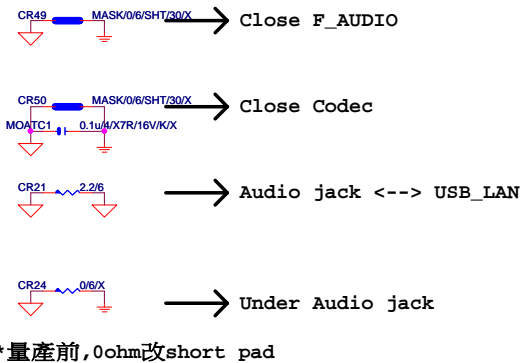 CR49 MASK/0/6/SHT/30/X Close F_AUDIO
CR50 MASK/0/6/SHT/30/X Close Codec
MOATC1 0.1u/4/X7R/16V/K/X
CR21 2.2/6 Audio jack <--> USB_LAN
CR24 0/6/X Under Audio jack
*量產前,0ohm改short pad